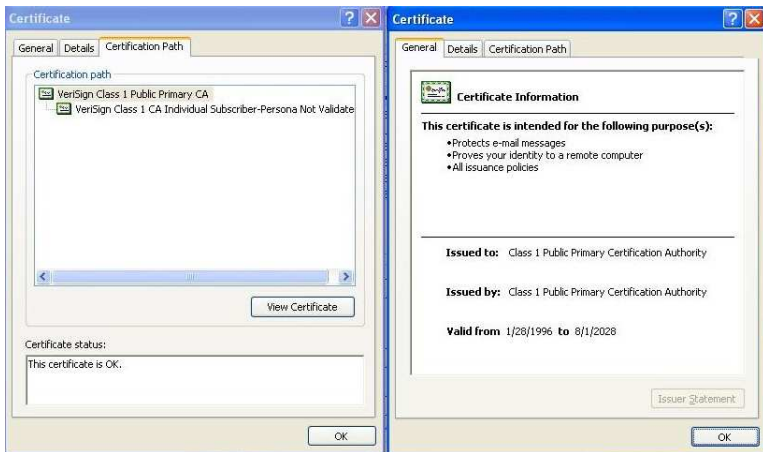 Certificate
General
Details
Certification Path
Certification path
VeriSign Class 1 Public Primary CA
VeriSign Class 1 CA Individual Subscriber-Persona Not Validate
View Certificate
Certificate status:
This certificate is OK.
OK
Certificate
General
Details
Certification Path
Certificate Information
This certificate is intended for the following purpose(s):
•Protects e-mail messages
•Proves your identity to a remote computer
•All issuance policies
Issued to: Class 1 Public Primary Certification Authority
Issued by: Class 1 Public Primary Certification Authority
Valid from 1/28/1996 to 8/1/2028
Issuer Statement
OK